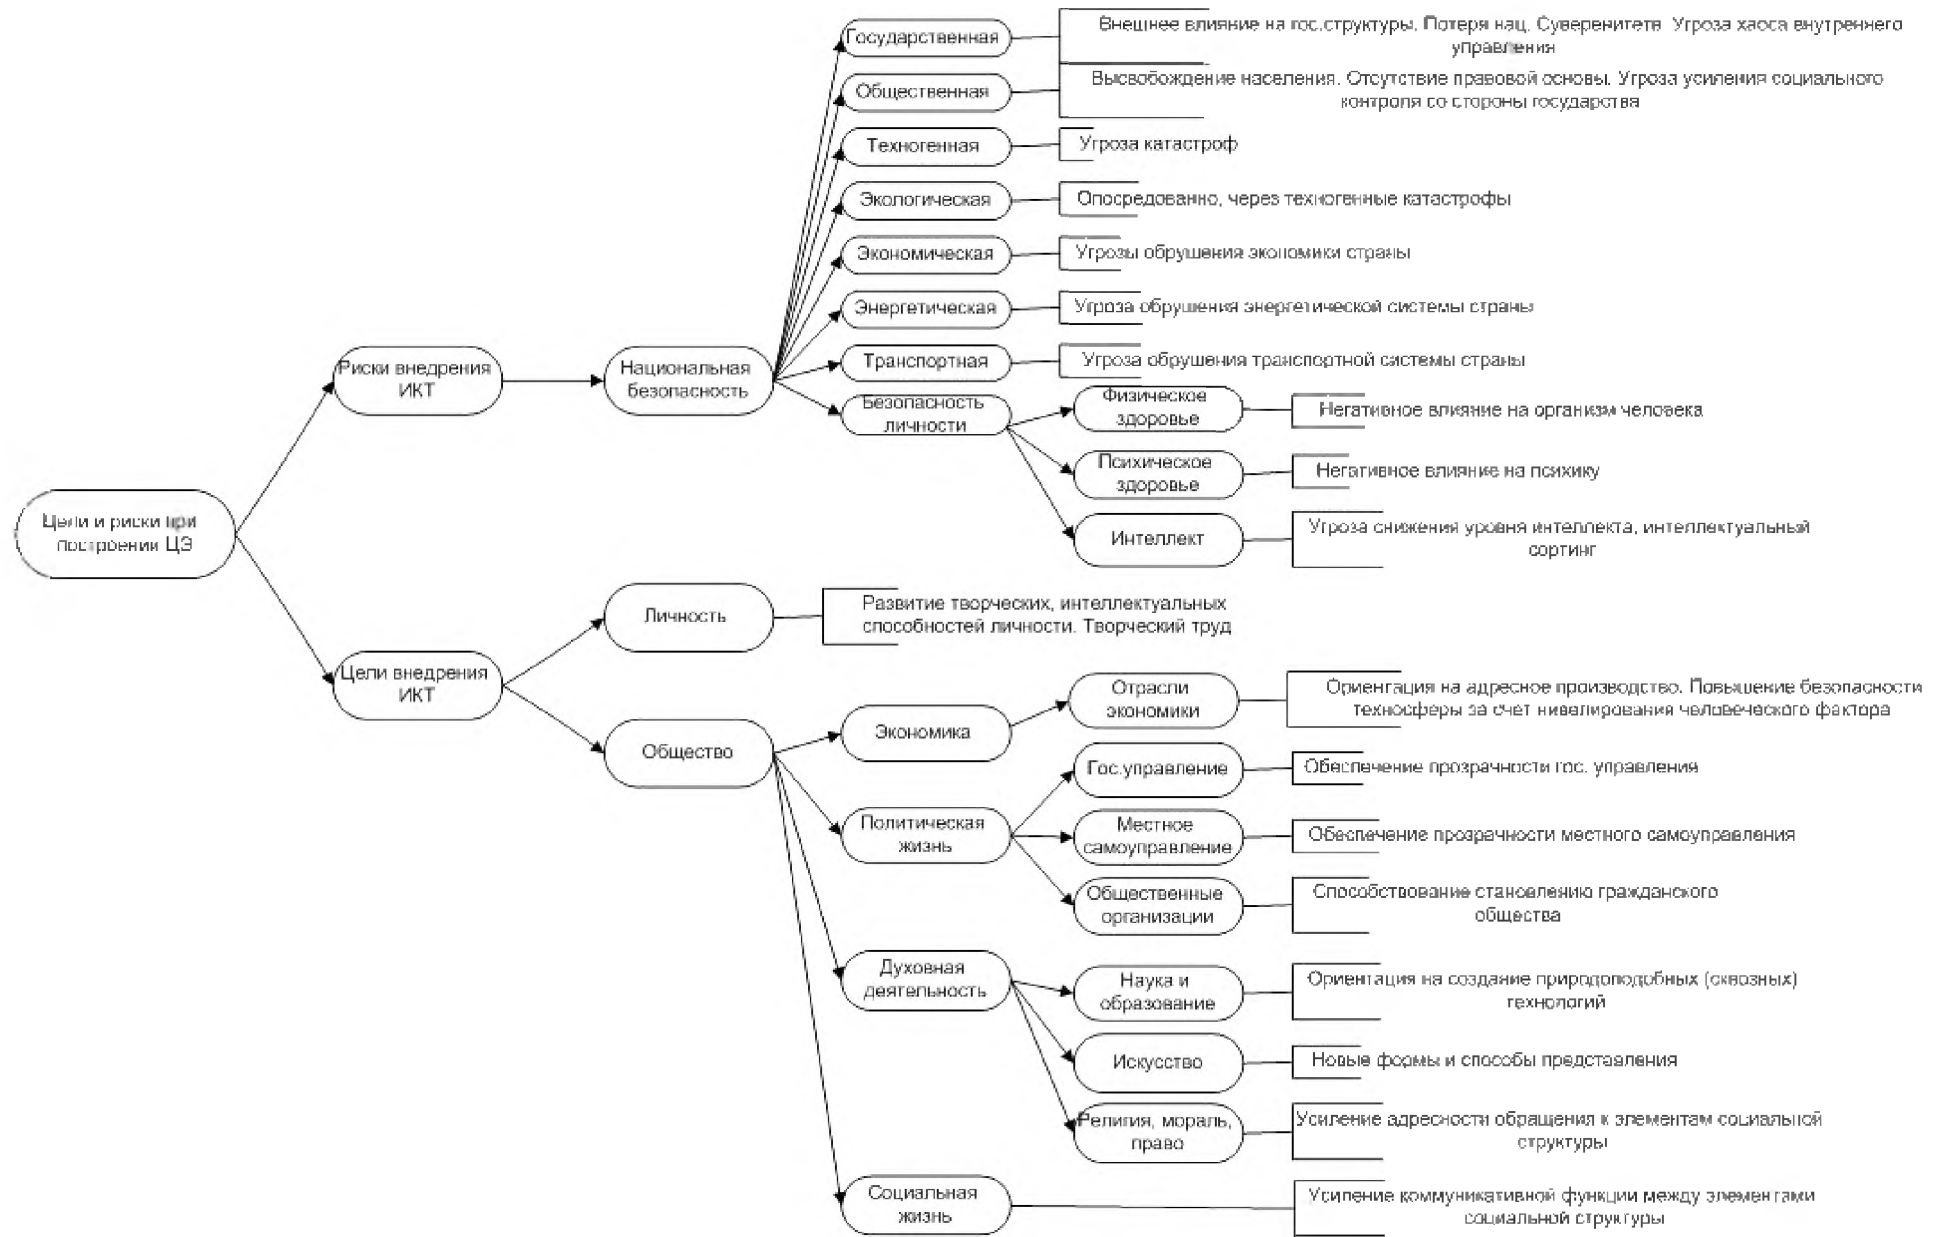 Государственная
Внешнее влияние на гос.структуры. Потеря нац. Суверенитета. Угроза хаоса внутреннего
управления
Общественная
Высвобождение населения. Отсутствие правовой основы. Угроза усиления социального
контроля со стороны государства
Техногенная
Угроза катастроф
Экологическая
Опосредованно, через техногенные катастрофы
Экономическая
Угрозы обрушения экономики страны
Энергетическая
Угроза обрушения энергетической системы страны
Транспортная
Угроза обрушения транспортной системы страны
Риски внедрения
ИКТ
Национальная
безопасность
Безопасность
личности
Физическое
здоровье
Негативное влияние на организм человека
Психическое
здоровье
Негативное влияние на психику
Интеллект
Угроза снижения уровня интеллекта, интеллектуальный
сортинг
Цели и риски при
построении ЦЭ
Личность
Развитие творческих, интеллектуальных
способностей личности. Творческий труд
Цели внедрения
ИКТ
Общество
Экономика
Отрасли
экономики
Ориентация на адресное производство. Повышение безопасности
техносферы за счет нивелирования человеческого фактора
Политическая
жизнь
Гос.управление
Обеспечение прозрачности гос. управления
Местное
самоуправление
Обеспечение прозрачности местного самоуправления
Общественные
организации
Способствование становлению гражданского
общества
Духовная
деятельность
Наука и
образование
Ориентация на создание природоподобных (сквозных)
технологий
Искусство
Новые формы и способы представления
Религия, мораль,
право
Усиление адресности обращения к элементам социальной
структуры
Социальная
жизнь
Усиление коммуникативной функции между элементами
социальной структуры